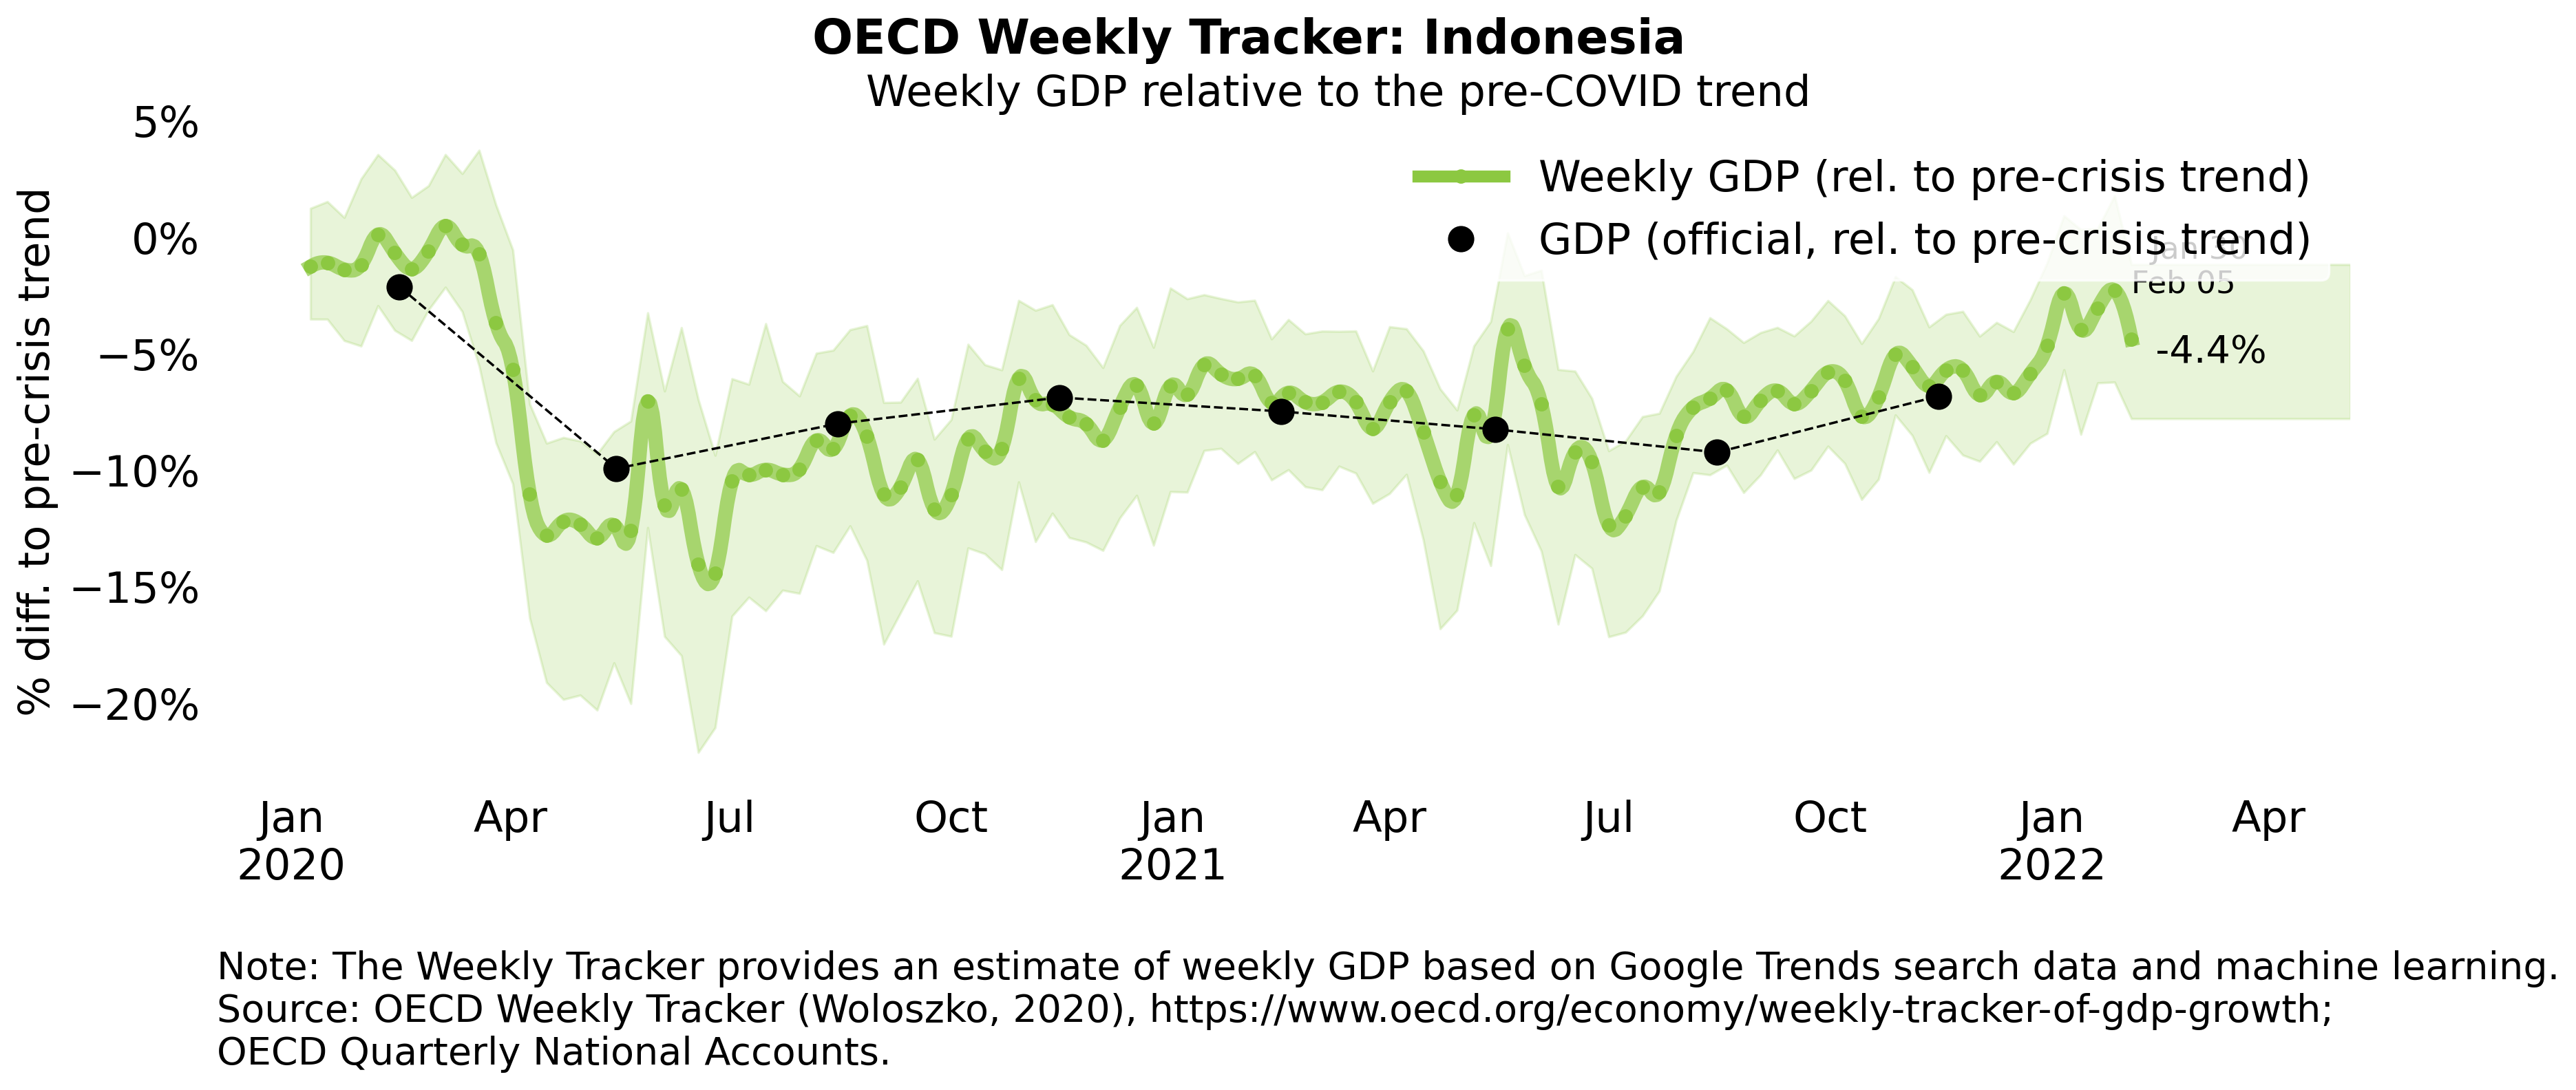 OECD Weekly Tracker: Indonesia
Weekly GDP relative to the pre-COVID trend
% diff. to pre-crisis trend
5%
0%
−5%
−10%
−15%
−20%
Weekly GDP (rel. to pre-crisis trend)
GDP (official, rel. to pre-crisis trend)
Jan 30
Feb 05
-4.4%
Jan
2020
Apr
Jul
Oct
Jan
2021
Apr
Jul
Oct
Jan
2022
Apr
Note: The Weekly Tracker provides an estimate of weekly GDP based on Google Trends search data and machine learning.
Source: OECD Weekly Tracker (Woloszko, 2020), https://www.oecd.org/economy/weekly-tracker-of-gdp-growth;
OECD Quarterly National Accounts.